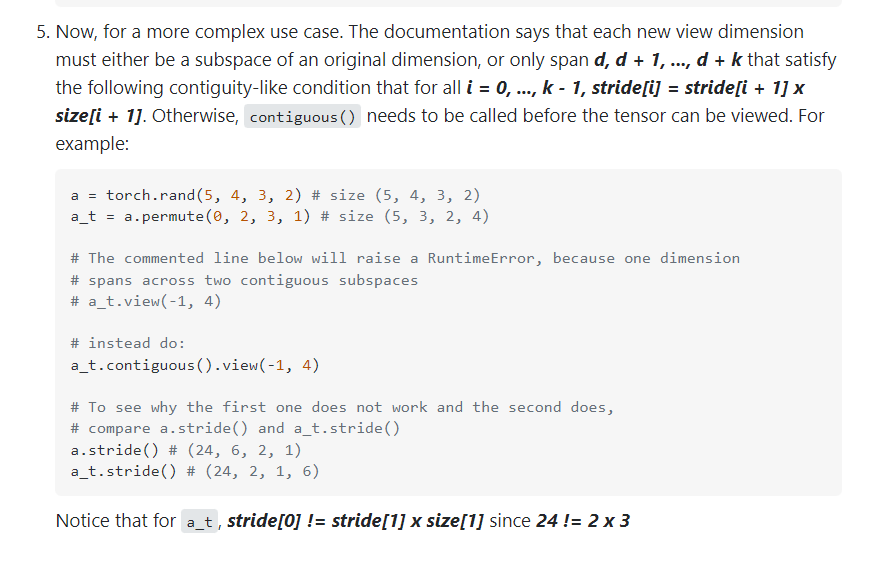 5. Now, for a more complex use case. The documentation says that each new view dimension
must either be a subspace of an original dimension, or only span d, d + 1, ..., d + k that satisfy
the following contiguity-like condition that for all i = 0, ..., k - 1, stride[i] = stride[i + 1] x
size[i + 1]. Otherwise, contiguous() needs to be called before the tensor can be viewed. For
example:
a = torch.rand(5, 4, 3, 2) # size (5, 4, 3, 2)
a_t = a.permute(0, 2, 3, 1) # size (5, 3, 2, 4)
# The commented line below will raise a RuntimeError, because one dimension
# spans across two contiguous subspaces
# a_t.view(-1, 4)
# instead do:
a_t.contiguous().view(-1, 4)
# To see why the first one does not work and the second does,
# compare a.stride() and a_t.stride()
a.stride() # (24, 6, 2, 1)
a_t.stride() # (24, 2, 1, 6)
Notice that for a_t, stride[0] != stride[1] x size[1] since 24 != 2 x 3